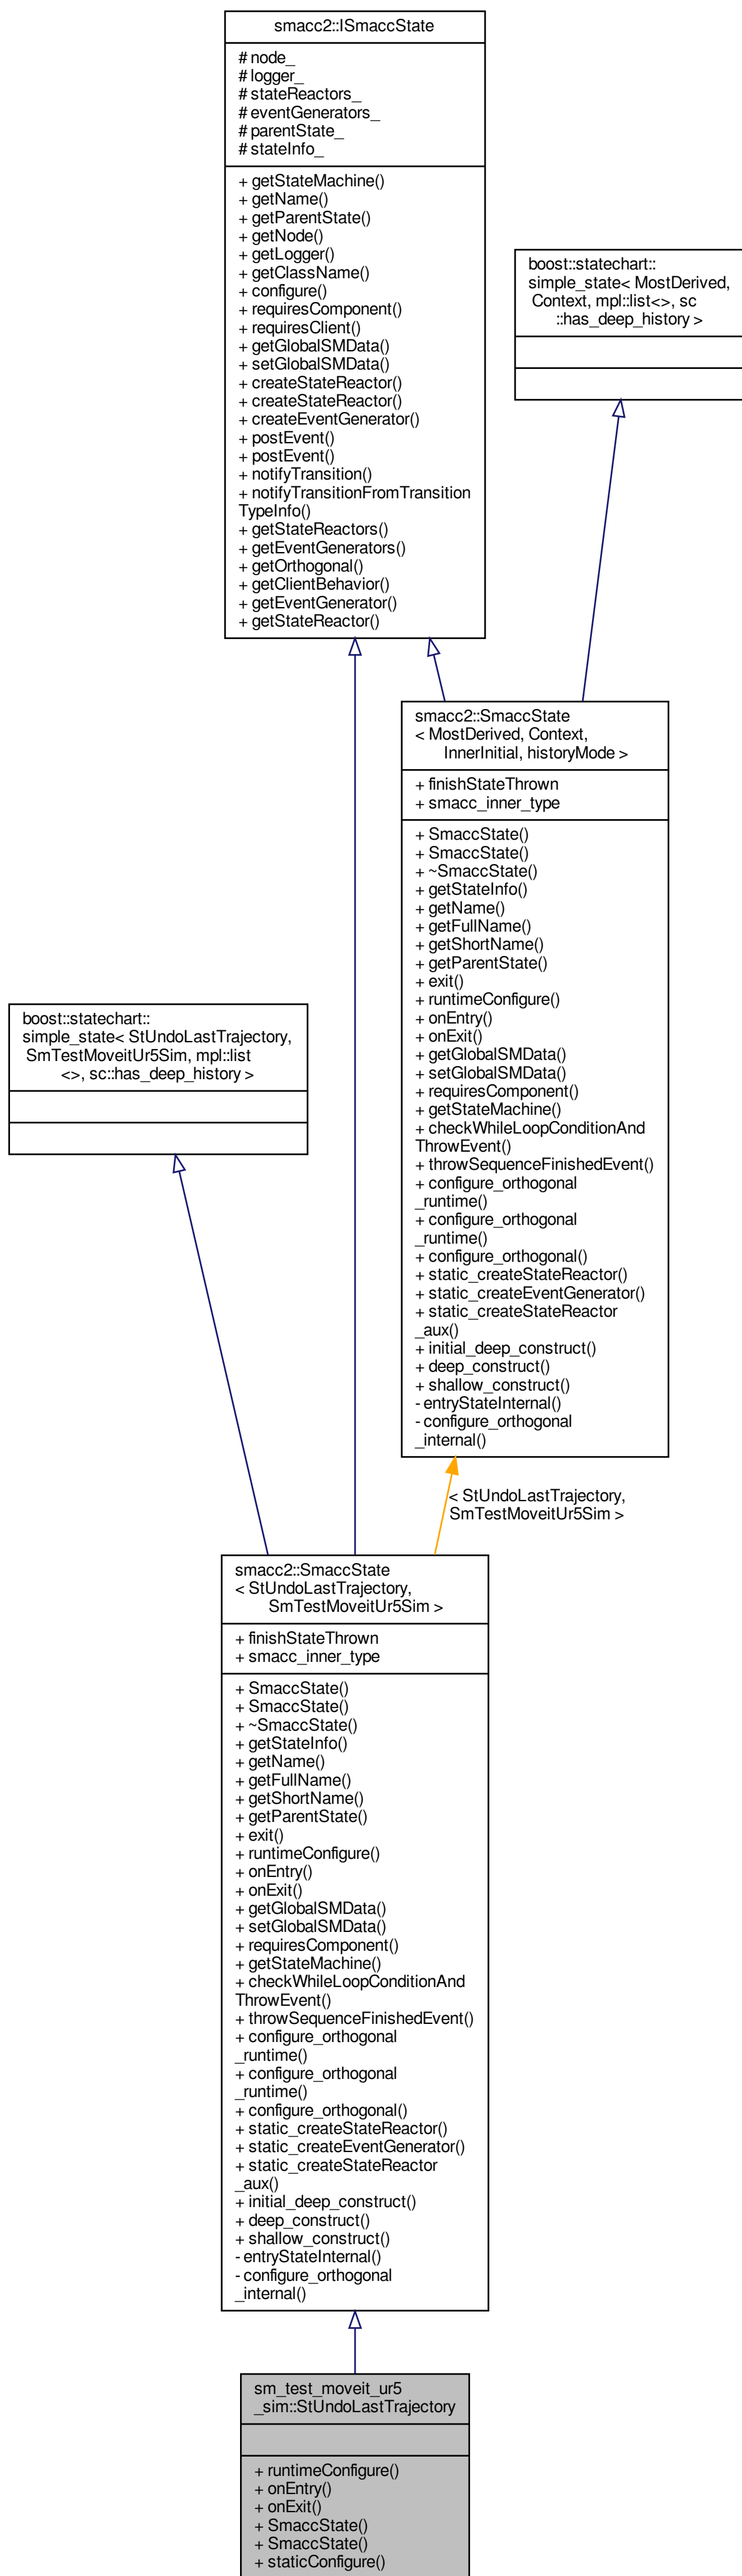 smacc2::ISmaccState
# node_
# logger_
# stateReactors_
# eventGenerators_
# parentState_
# stateInfo_
+ getStateMachine()
+ getName()
+ getParentState()
+ getNode()
+ getLogger()
+ getClassName()
+ configure()
+ requiresComponent()
+ requiresClient()
+ getGlobalSMData()
+ setGlobalSMData()
+ createStateReactor()
+ createStateReactor()
+ createEventGenerator()
+ postEvent()
+ postEvent()
+ notifyTransition()
+ notifyTransitionFromTransition
TypeInfo()
+ getStateReactors()
+ getEventGenerators()
+ getOrthogonal()
+ getClientBehavior()
+ getEventGenerator()
+ getStateReactor()
boost::statechart::
simple_state< MostDerived,
Context, mpl::list<>, sc
::has_deep_history >
smacc2::SmaccState
< MostDerived, Context,
InnerInitial, historyMode >
+ finishStateThrown
+ smacc_inner_type
+ SmaccState()
+ SmaccState()
+ ~SmaccState()
+ getStateInfo()
+ getName()
+ getFullName()
+ getShortName()
+ getParentState()
+ exit()
+ runtimeConfigure()
+ onEntry()
+ onExit()
+ getGlobalSMData()
+ setGlobalSMData()
+ requiresComponent()
+ getStateMachine()
+ checkWhileLoopConditionAnd
ThrowEvent()
+ throwSequenceFinishedEvent()
+ configure_orthogonal
_runtime()
+ configure_orthogonal
_runtime()
+ configure_orthogonal()
+ static_createStateReactor()
+ static_createEventGenerator()
+ static_createStateReactor
_aux()
+ initial_deep_construct()
+ deep_construct()
+ shallow_construct()
- entryStateInternal()
- configure_orthogonal
_internal()
boost::statechart::
simple_state< StUndoLastTrajectory,
SmTestMoveitUr5Sim, mpl::list
<>, sc::has_deep_history >
< StUndoLastTrajectory,
SmTestMoveitUr5Sim >
smacc2::SmaccState
< StUndoLastTrajectory,
SmTestMoveitUr5Sim >
+ finishStateThrown
+ smacc_inner_type
+ SmaccState()
+ SmaccState()
+ ~SmaccState()
+ getStateInfo()
+ getName()
+ getFullName()
+ getShortName()
+ getParentState()
+ exit()
+ runtimeConfigure()
+ onEntry()
+ onExit()
+ getGlobalSMData()
+ setGlobalSMData()
+ requiresComponent()
+ getStateMachine()
+ checkWhileLoopConditionAnd
ThrowEvent()
+ throwSequenceFinishedEvent()
+ configure_orthogonal
_runtime()
+ configure_orthogonal
_runtime()
+ configure_orthogonal()
+ static_createStateReactor()
+ static_createEventGenerator()
+ static_createStateReactor
_aux()
+ initial_deep_construct()
+ deep_construct()
+ shallow_construct()
- entryStateInternal()
- configure_orthogonal
_internal()
sm_test_moveit_ur5
_sim::StUndoLastTrajectory
+ runtimeConfigure()
+ onEntry()
+ onExit()
+ SmaccState()
+ SmaccState()
+ staticConfigure()